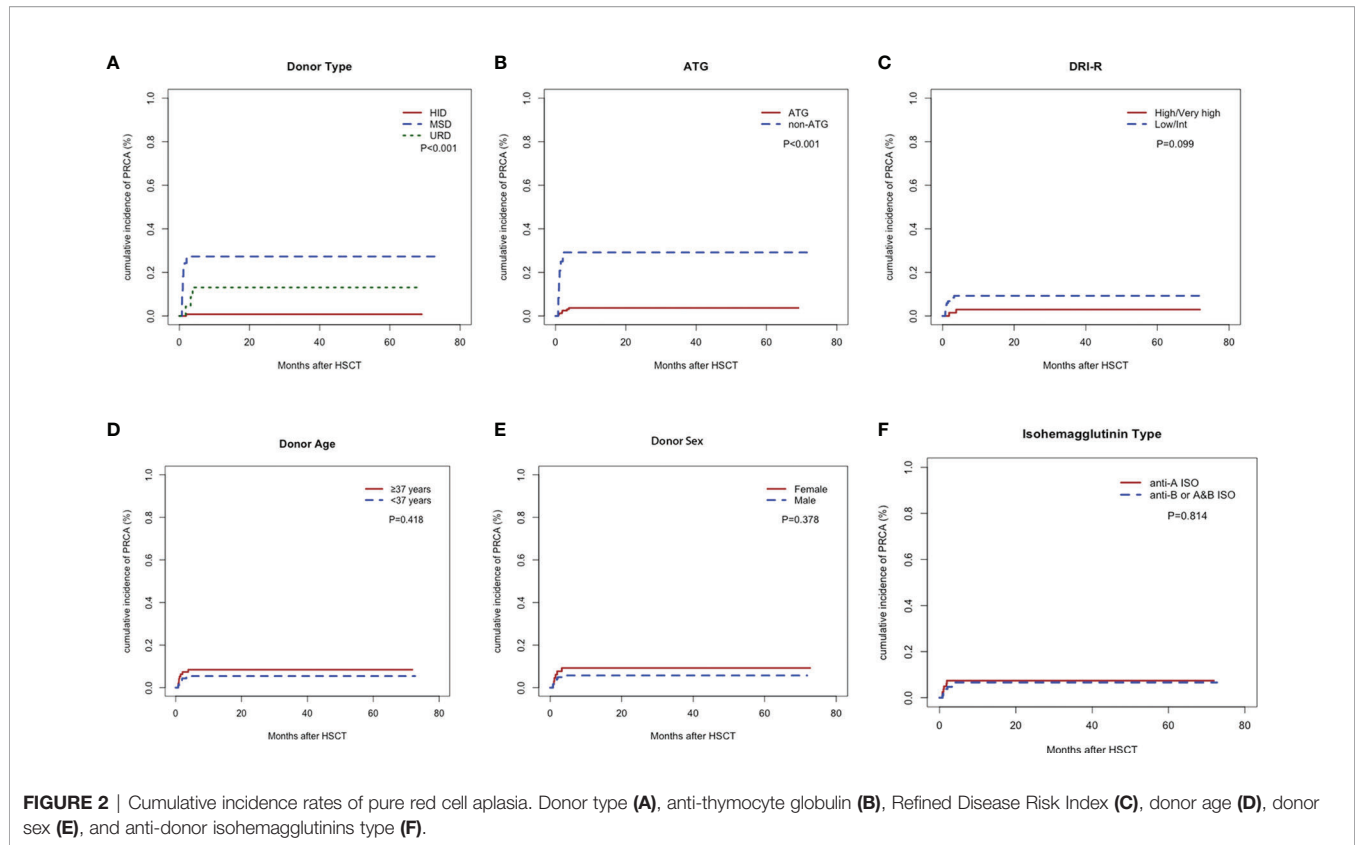 A
Donor Type
cumulative incidence of PRCA (%)
1.0
0.8
0.6
0.4
0.2
0.0
HID
MSD
URD
P<0.001
0 20 40 60 80
Months after HSCT
B
ATG
cumulative incidence of PRCA (%)
1.0
0.8
0.6
0.4
0.2
0.0
ATG
non-ATG
P<0.001
0 20 40 60 80
Months after HSCT
C
DRI-R
cumulative incidence of PRCA (%)
1.0
0.8
0.6
0.4
0.2
0.0
High/Very high
Low/Int
P=0.099
0 20 40 60 80
Months after HSCT
D
Donor Age
cumulative incidence of PRCA (%)
1.0
0.8
0.6
0.4
0.2
0.0
≥37 years
<37 years
P=0.418
0 20 40 60 80
Months after HSCT
E
Donor Sex
cumulative incidence of PRCA (%)
1.0
0.8
0.6
0.4
0.2
0.0
Female
Male
P=0.378
0 20 40 60 80
Months after HSCT
F
Isohemagglutinin Type
cumulative incidence of PRCA (%)
1.0
0.8
0.6
0.4
0.2
0.0
anti-A ISO
anti-B or A&B ISO
P=0.814
0 20 40 60 80
Months after HSCT
FIGURE 2 | Cumulative incidence rates of pure red cell aplasia. Donor type (A), anti-thymocyte globulin (B), Refined Disease Risk Index (C), donor age (D), donor
sex (E), and anti-donor isohemagglutinins type (F).